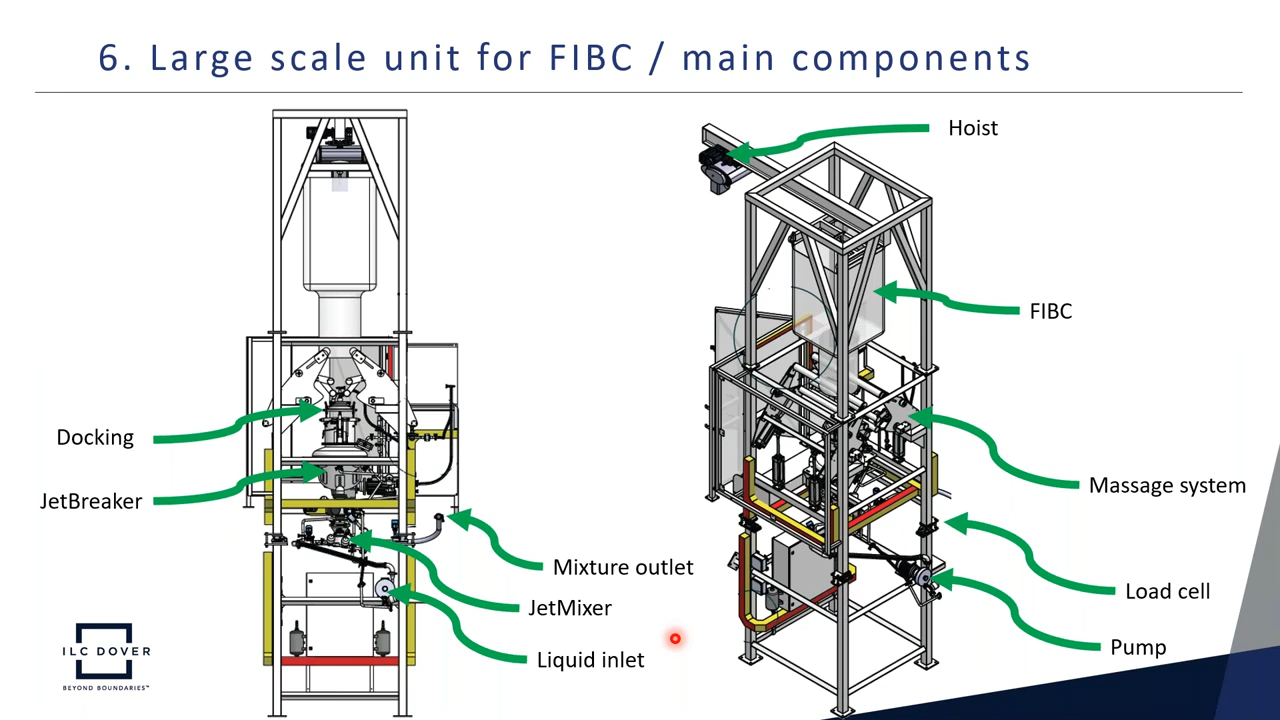 6. Large scale unit for FIBC / main components
Hoist
FIBC
Docking
JetBreaker
Massage system
Mixture outlet
JetMixer
Load cell
Liquid inlet
Pump
ILC DOVER
BEYOND BOUNDARIES™